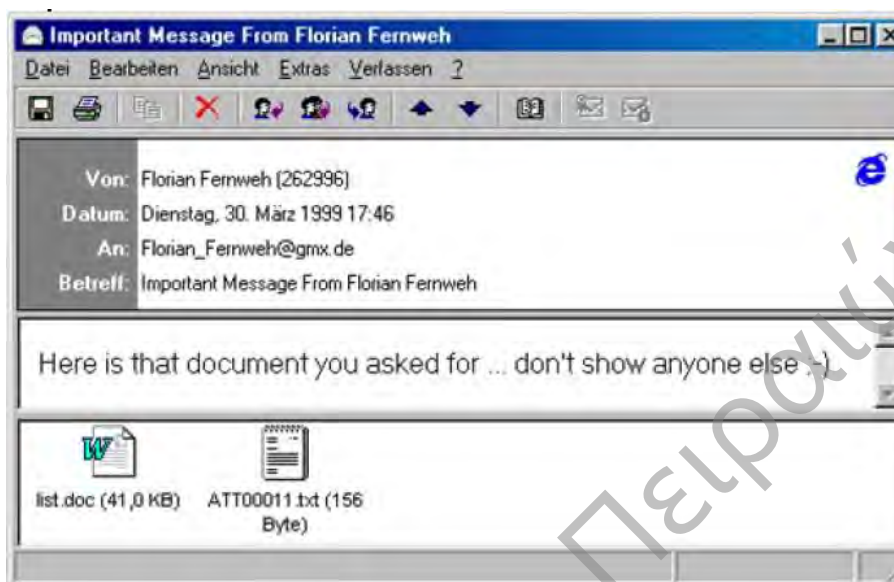 Important Message From Florian Fernweh
Datei Bearbeiten Ansicht Extras Verfassen ?
Von: Florian Fernweh (262996)
Datum: Dienstag, 30. März 1999 17:46
An: Florian_Fernweh@gmx.de
Betreff: Important Message From Florian Fernweh
Here is that document you asked for ... don't show anyone else ;-)
list.doc (41,0 KB)
ATT00011.txt (156
Byte)